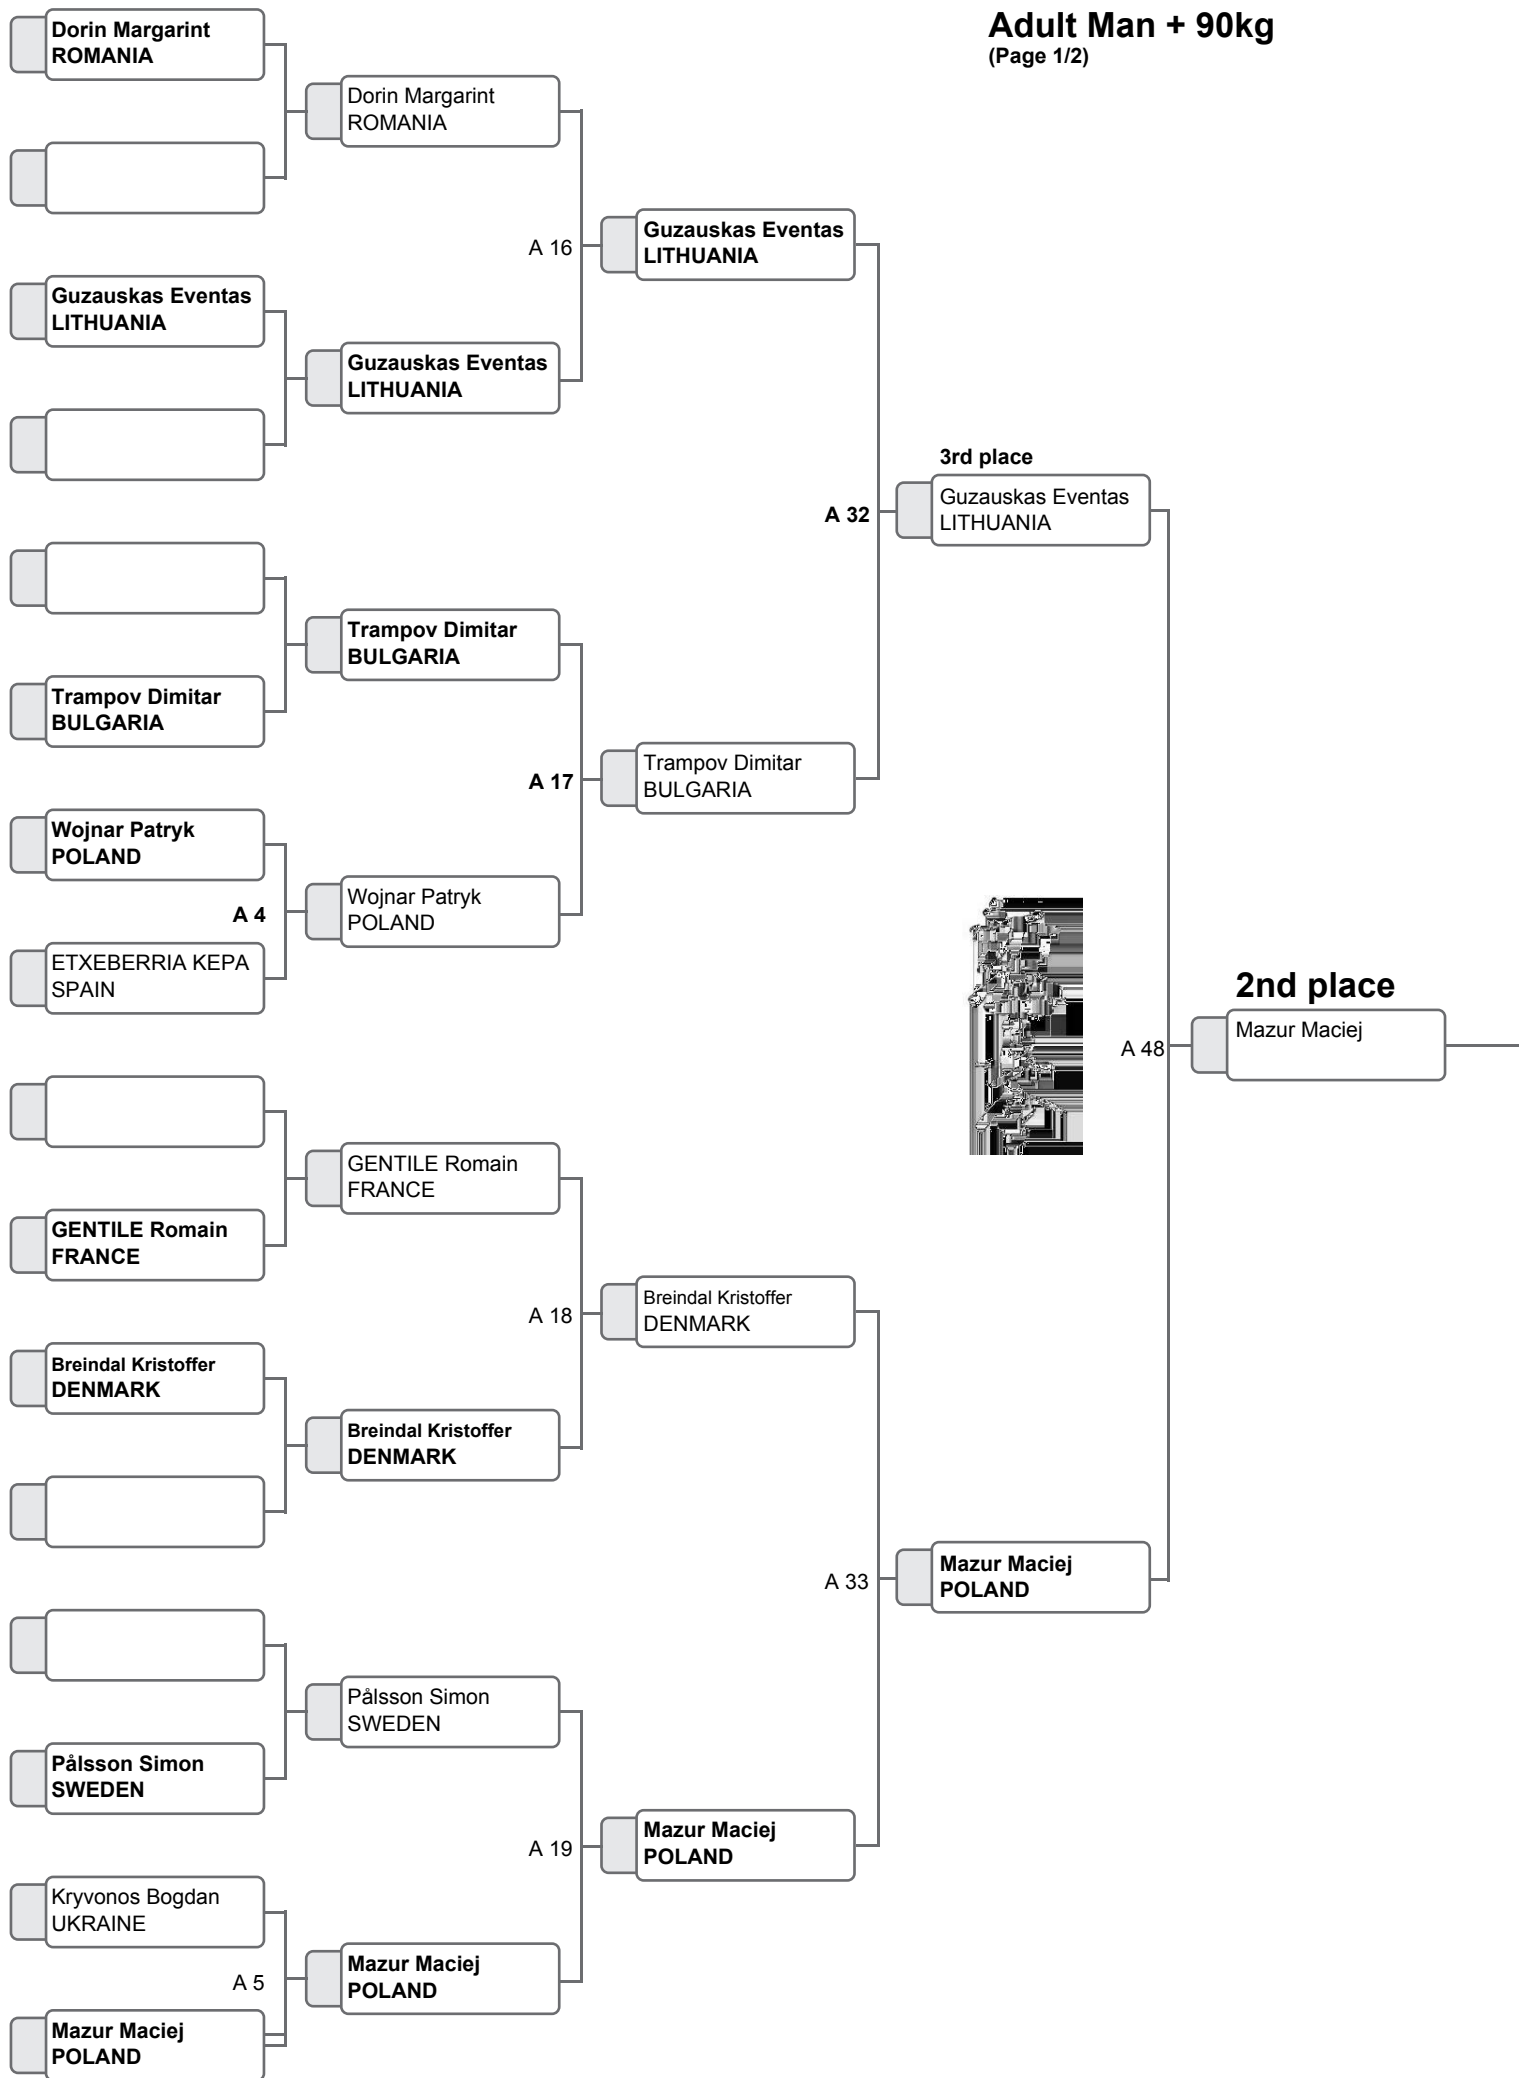 Adult Man + 90kg
(Page 1/2)
Dorin Margarint
ROMANIA
Guzauskas Eventas
LITHUANIA
Trampov Dimitar
BULGARIA
Wojnar Patryk
POLAND
A 4
ETXEBERRIA KEPA
SPAIN
GENTILE Romain
FRANCE
Breindal Kristoffer
DENMARK
Pålsson Simon
SWEDEN
Kryvonos Bogdan
UKRAINE
A 5
Mazur Maciej
POLAND
Dorin Margarint
ROMANIA
A 16
Guzauskas Eventas
LITHUANIA
Trampov Dimitar
BULGARIA
A 17
Wojnar Patryk
POLAND
GENTILE Romain
FRANCE
A 18
Breindal Kristoffer
DENMARK
Pålsson Simon
SWEDEN
A 19
Mazur Maciej
POLAND
Guzauskas Eventas
LITHUANIA
A 32
Trampov Dimitar
BULGARIA
Breindal Kristoffer
DENMARK
A 33
Mazur Maciej
POLAND
3rd place
Guzauskas Eventas
LITHUANIA
A 48
Mazur Maciej
POLAND
2nd place
Mazur Maciej